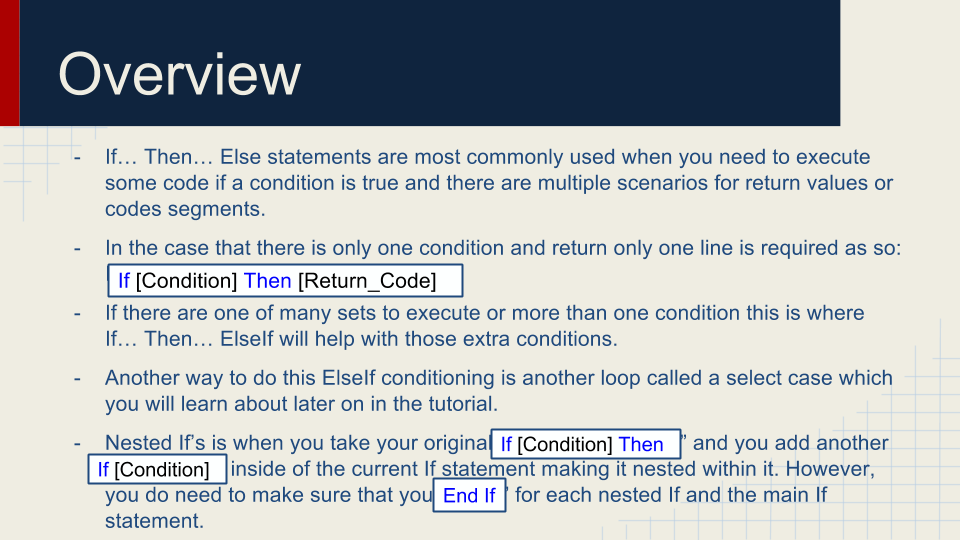 Overview
- If… Then… Else statements are most commonly used when you need to execute
some code if a condition is true and there are multiple scenarios for return values or
codes segments.
- In the case that there is only one condition and return only one line is required as so:
If [Condition] Then [Return_Code]
- If there are one of many sets to execute or more than one condition this is where
If… Then… ElseIf will help with those extra conditions.
- Another way to do this ElseIf conditioning is another loop called a select case which
you will learn about later on in the tutorial.
- Nested If’s is when you take your original If [Condition] Then ” and you add another
If [Condition] inside of the current If statement making it nested within it. However,
you do need to make sure that you End If ” for each nested If and the main If
statement.